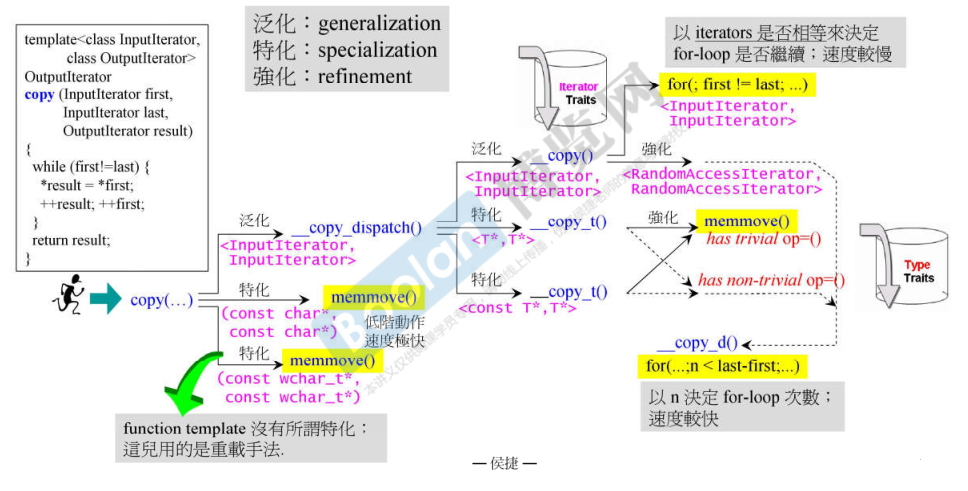 template<class InputIterator,
class OutputIterator>
OutputIterator
copy (InputIterator first,
InputIterator last,
OutputIterator result)
{
while (first!=last) {
*result = *first;
++result; ++first;
}
return result;
}
泛化：generalization
特化：specialization
強化：refinement
Iterator
Traits
以 iterators 是否相等來決定
for-loop 是否繼續；速度較慢
for(; first != last; ...)
<InputIterator,
InputIterator>
copy(…)
泛化
<InputIterator,
InputIterator>
__copy_dispatch()
特化
(const char*,
const char*)
memmove()
低階動作
速度極快
特化
(const wchar_t*,
const wchar_t*)
memmove()
function template 沒有所謂特化：
這兒用的是重載手法.
泛化
<InputIterator,
InputIterator>
__copy()
強化
<RandomAccessIterator,
RandomAccessIterator>
特化
<T*,T*>
__copy_t()
強化
memmove()
has trivial op=()
特化
<const T*,T*>
__copy_t()
has non-trivial op=()
Type
Traits
__copy_d()
for(...;n < last-first;...)
以 n 決定 for-loop 次數；
速度較快
Boolan
博览网
— 侯捷 —